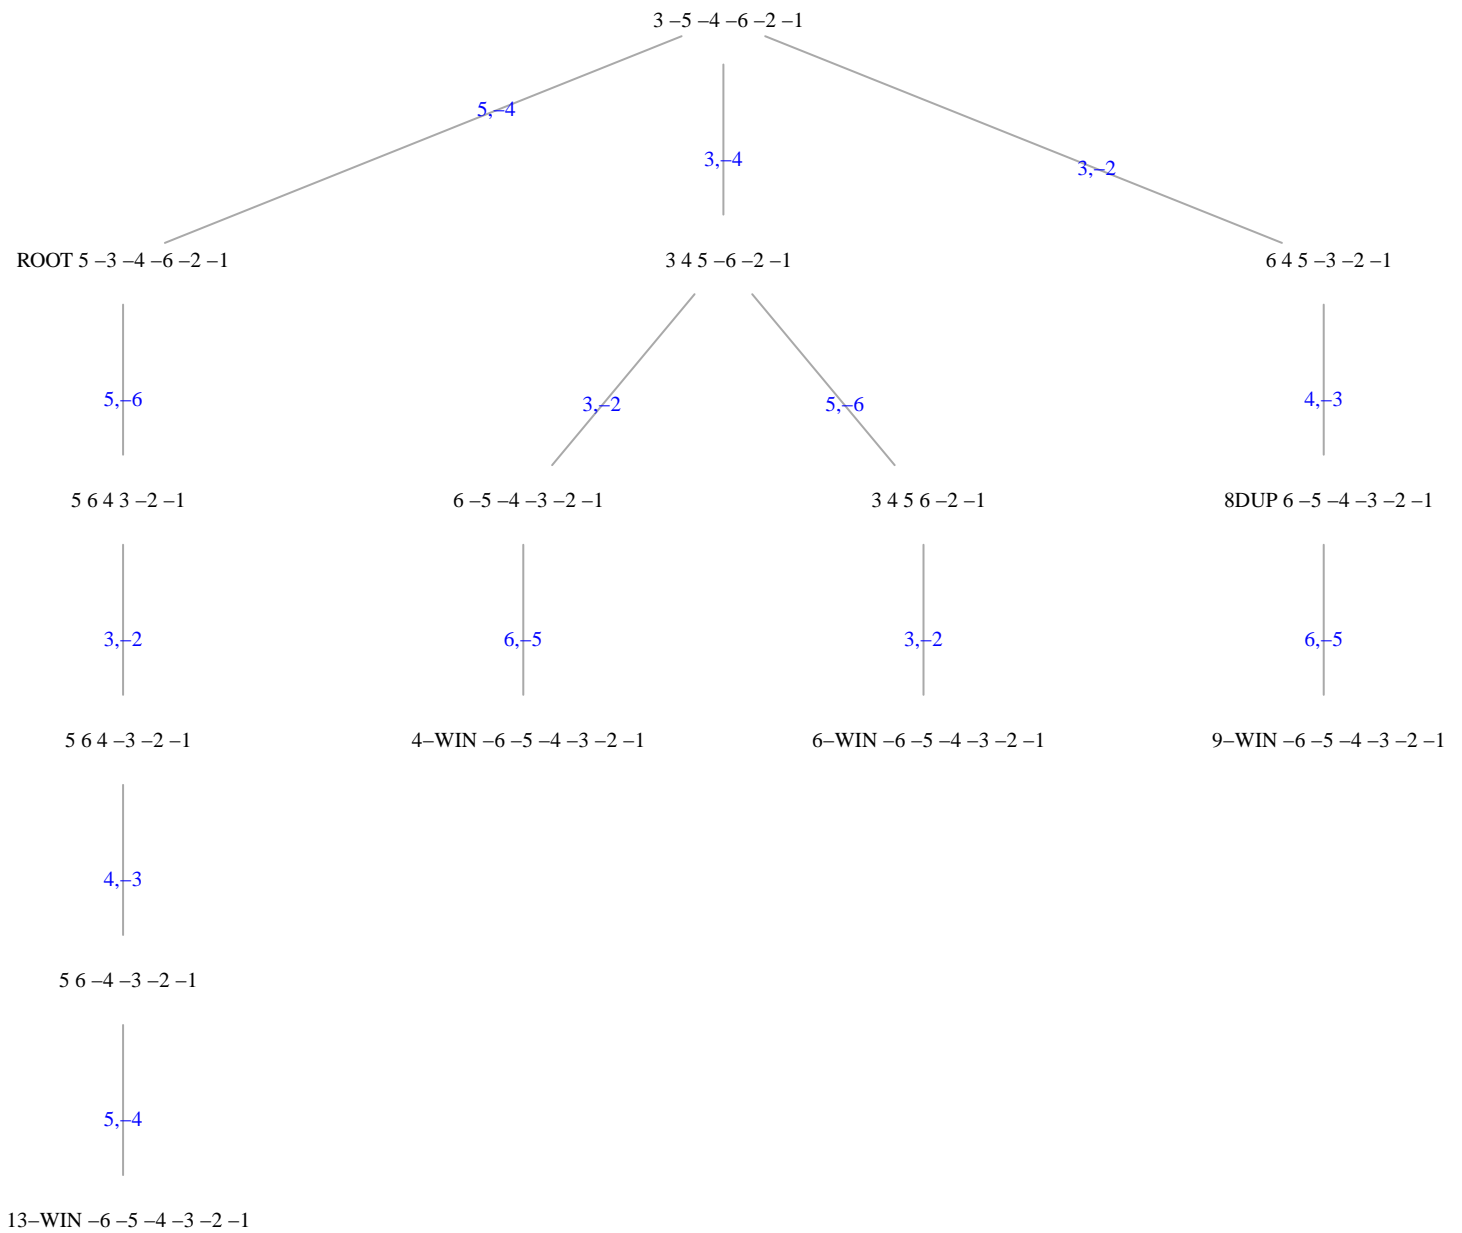 3 –5 –4 –6 –2 –1
5,–4
3,–4
3,–2
ROOT 5 –3 –4 –6 –2 –1
3 4 5 –6 –2 –1
6 4 5 –3 –2 –1
5,–6
3,–2
5,–6
4,–3
5 6 4 3 –2 –1
6 –5 –4 –3 –2 –1
3 4 5 6 –2 –1
8DUP 6 –5 –4 –3 –2 –1
3,–2
6,–5
3,–2
6,–5
5 6 4 –3 –2 –1
4–WIN –6 –5 –4 –3 –2 –1
6–WIN –6 –5 –4 –3 –2 –1
9–WIN –6 –5 –4 –3 –2 –1
4,–3
5 6 –4 –3 –2 –1
5,–4
13–WIN –6 –5 –4 –3 –2 –1